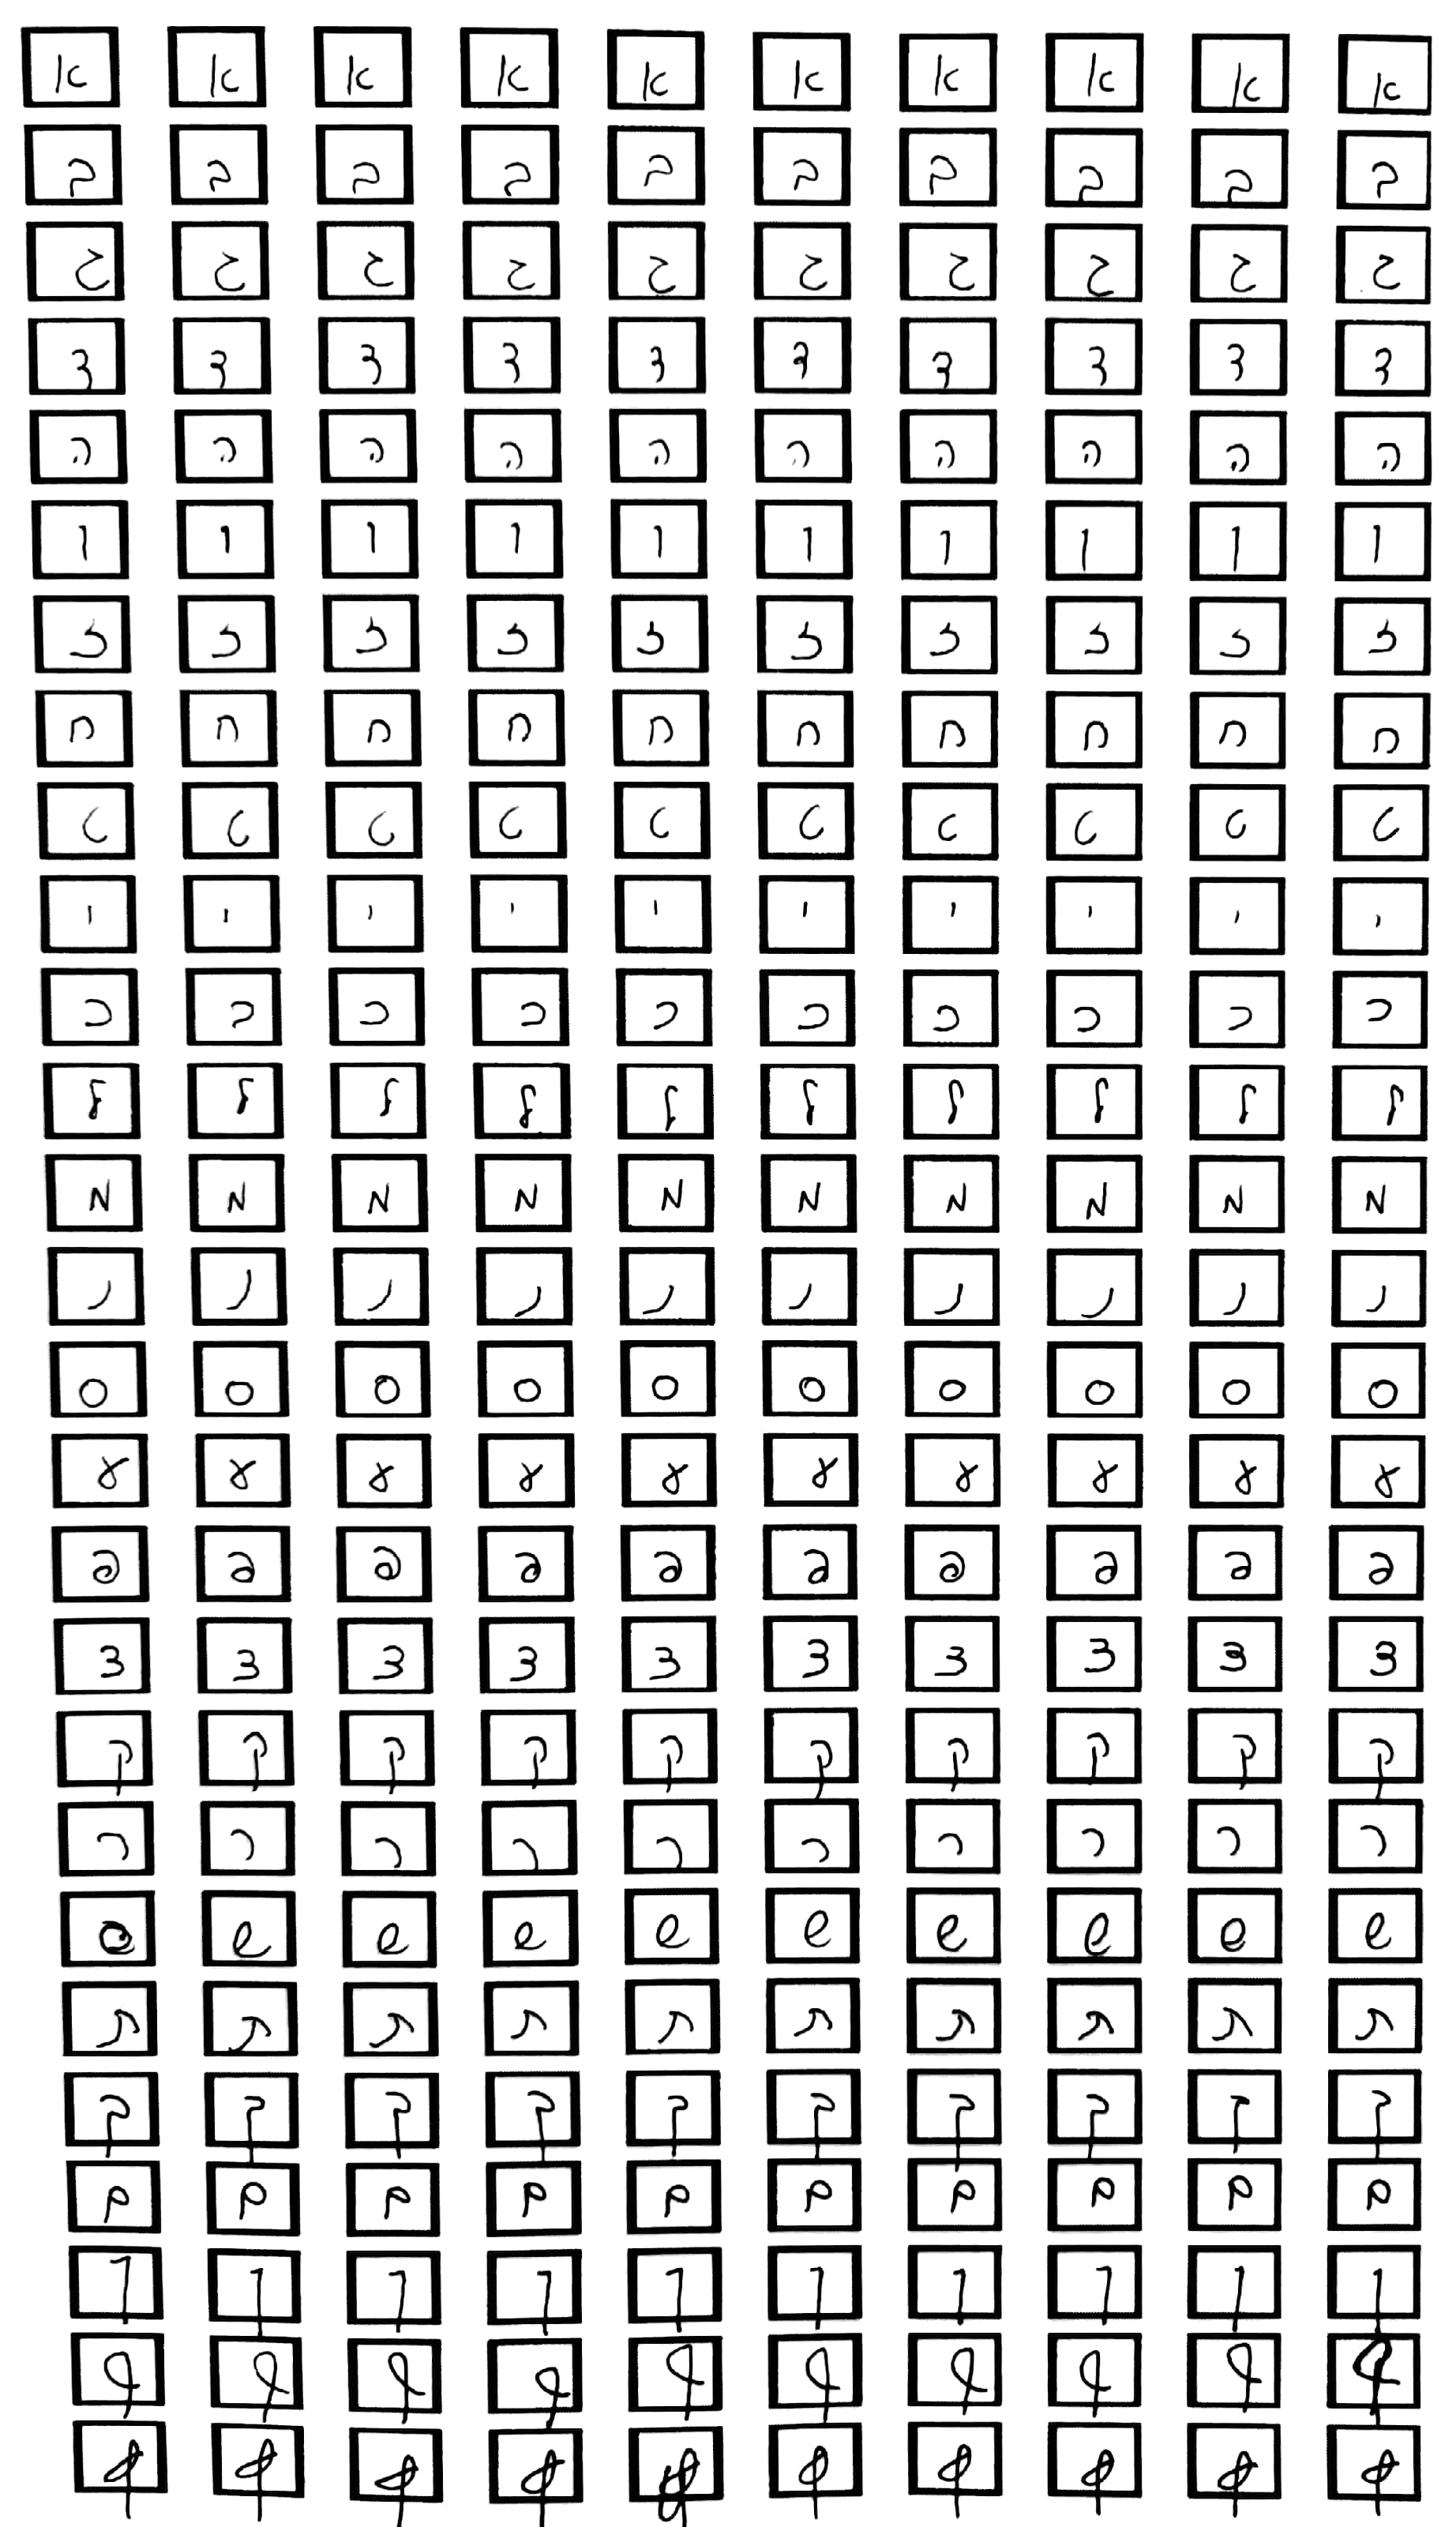 א א א א א א א א א א
ב ב ב ב ב ב ב ב ב ב
ג ג ג ג ג ג ג ג ג ג
ד ד ד ד ד ד ד ד ד ד
ה ה ה ה ה ה ה ה ה ה
ו ו ו ו ו ו ו ו ו ו
ז ז ז ז ז ז ז ז ז ז
ח ח ח ח ח ח ח ח ח ח
ט ט ט ט ט ט ט ט ט ט
י י י י י י י י י י
כ כ כ כ כ כ כ כ כ כ
ל ל ל ל ל ל ל ל ל ל
מ מ מ מ מ מ מ מ מ מ
נ נ נ נ נ נ נ נ נ נ
ס ס ס ס ס ס ס ס ס ס
ע ע ע ע ע ע ע ע ע ע
פ פ פ פ פ פ פ פ פ פ
צ צ צ צ צ צ צ צ צ צ
ק ק ק ק ק ק ק ק ק ק
ר ר ר ר ר ר ר ר ר ר
ש ש ש ש ש ש ש ש ש ש
ת ת ת ת ת ת ת ת ת ת
ך ך ך ך ך ך ך ך ך ך
ם ם ם ם ם ם ם ם ם ם
ן ן ן ן ן ן ן ן ן ן
ף ף ף ף ף ף ף ף ף ף
ץ ץ ץ ץ ץ ץ ץ ץ ץ ץ